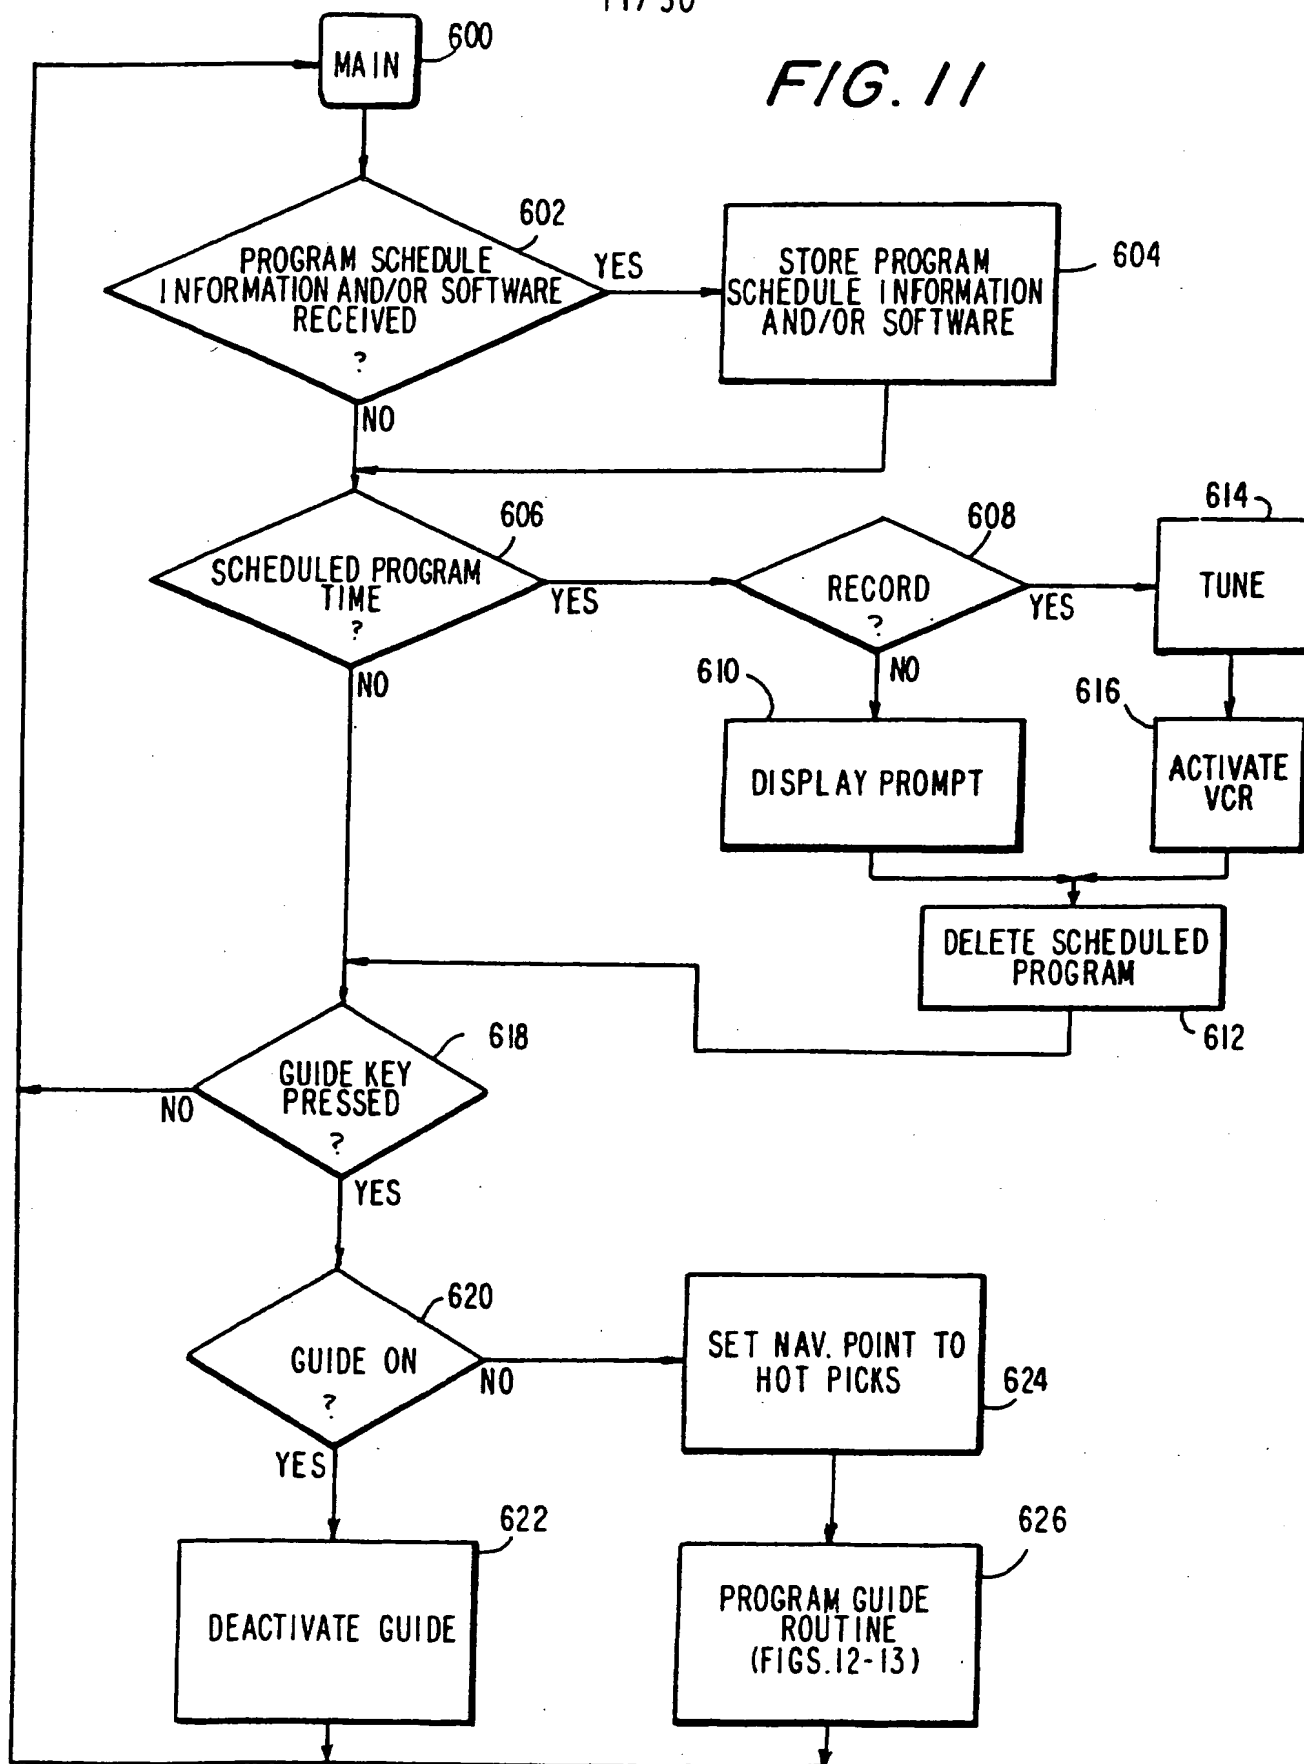 MAIN
600
FIG. 11
602
PROGRAM SCHEDULE
INFORMATION AND/OR SOFTWARE
RECEIVED
?
YES
NO
STORE PROGRAM
SCHEDULE INFORMATION
AND/OR SOFTWARE
604
606
SCHEDULED PROGRAM
TIME
?
YES
NO
608
RECORD
?
YES
NO
614
TUNE
610
DISPLAY PROMPT
616
ACTIVATE
VCR
DELETE SCHEDULED
PROGRAM
612
618
GUIDE KEY
PRESSED
?
NO
YES
620
GUIDE ON
?
NO
YES
SET NAV. POINT TO
HOT PICKS
624
622
DEACTIVATE GUIDE
626
PROGRAM GUIDE
ROUTINE
(FIGS.12-13)